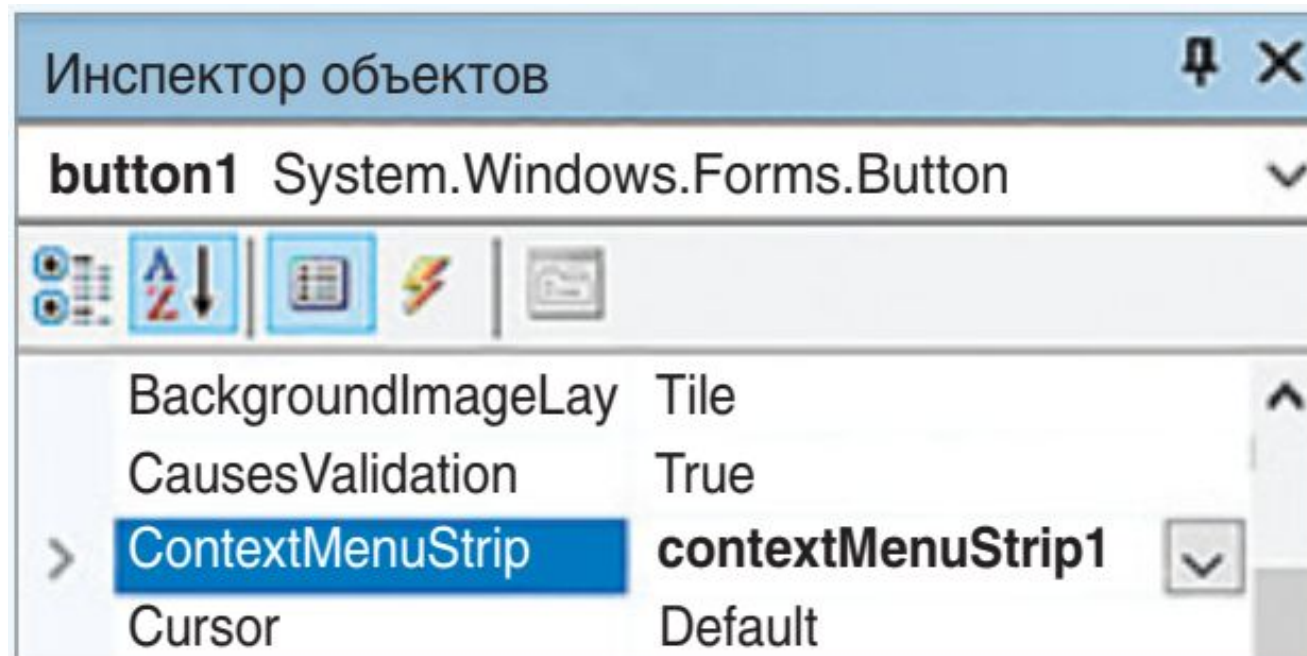 Инспектор объектов
button1 System.Windows.Forms.Button
BackgroundImageLay Tile
CausesValidation True
ContextMenuStrip contextMenuStrip1
Cursor Default